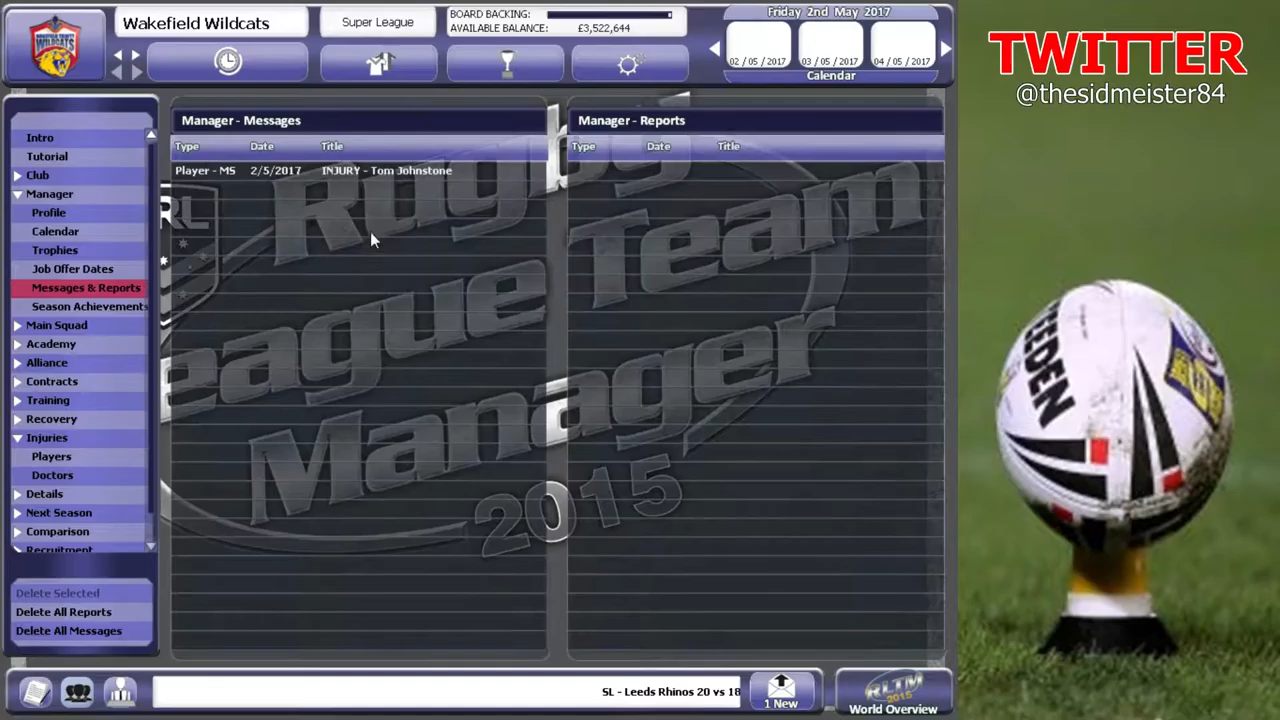 Wakefield Wildcats
Super League
BOARD BACKING:
AVAILABLE BALANCE: £3,522,644
Friday 2nd May 2017
02 / 05 / 2017 03 / 05 / 2017 04 / 05 / 2017
Calendar
TWITTER
@thesidmeister84
WILDCATS
Intro
Tutorial
Club
Manager
Profile
Calendar
Trophies
Job Offer Dates
Messages & Reports
Season Achievements
Main Squad
Academy
Alliance
Contracts
Training
Recovery
Injuries
Players
Doctors
Details
Next Season
Comparison
Recruitment
Delete Selected
Delete All Reports
Delete All Messages
Manager - Messages
Type Date Title
Player - MS 2/5/2017 INJURY - Tom Johnstone
Manager - Reports
Type Date Title
RL
Rugby
League Team
Manager
2015
SL - Leeds Rhinos 20 vs 18
1 New
RLTM
2015
World Overview